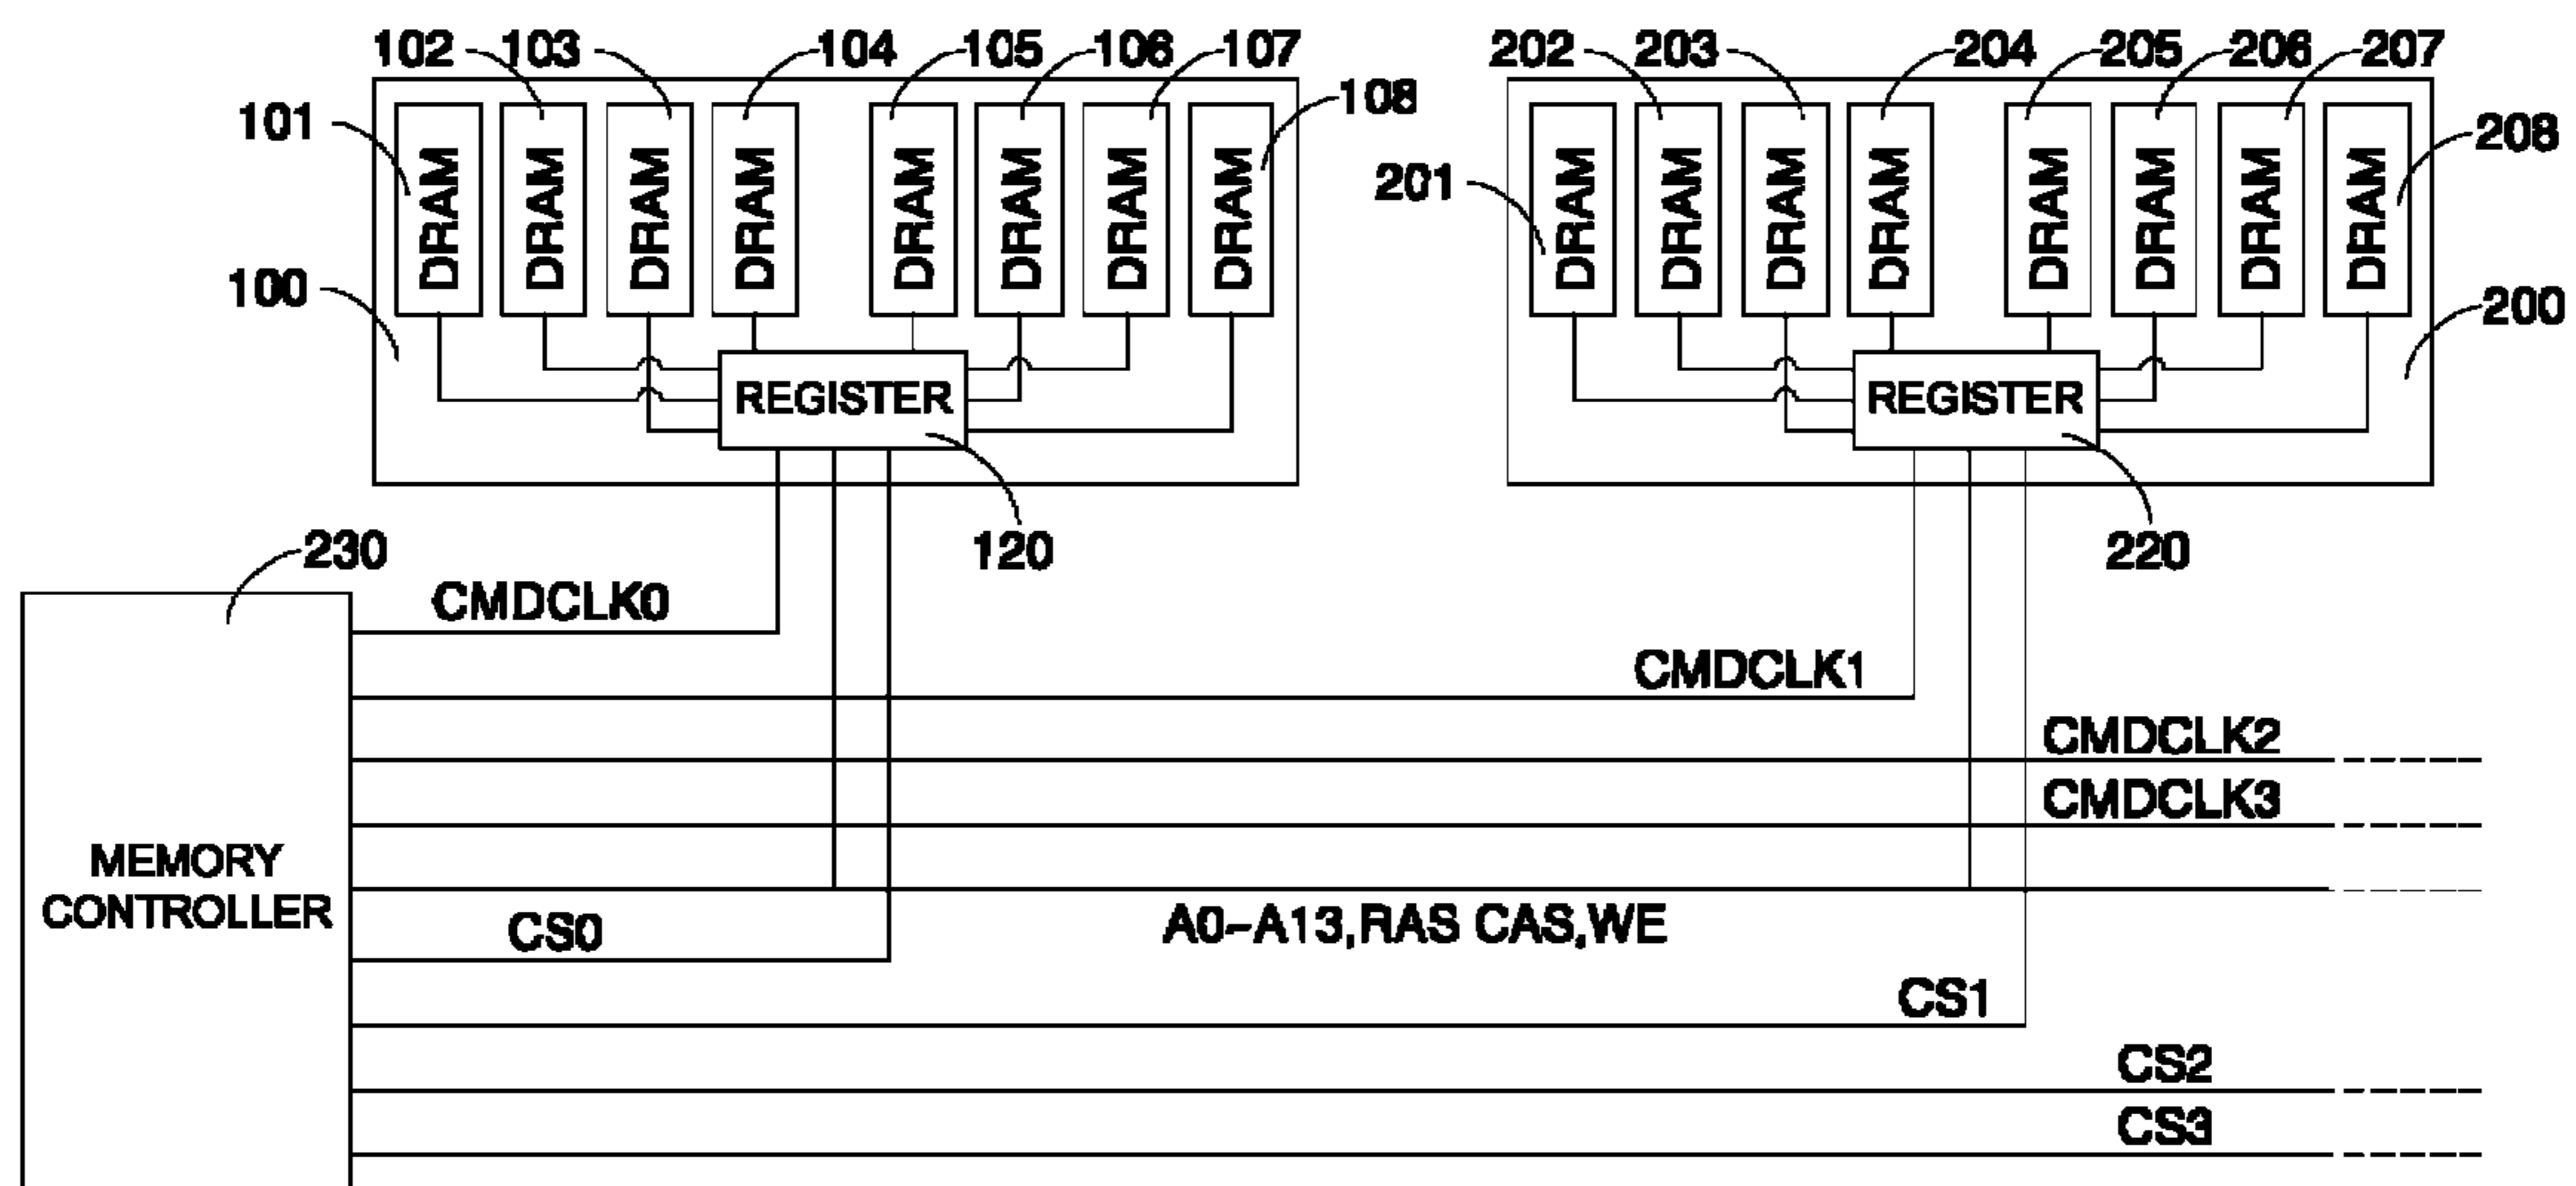 102 103 104 105 106 107 202 203 204 205 206 207
101 108 201 208
DRAM DRAM DRAM DRAM DRAM DRAM DRAM DRAM
DRAM DRAM DRAM DRAM DRAM DRAM DRAM DRAM
100 200
REGISTER REGISTER
230 120 220
CMDCLK0
CMDCLK1
CMDCLK2
CMDCLK3
MEMORY
CONTROLLER
CS0 A0-A13,RAS CAS,WE
CS1
CS2
CS3